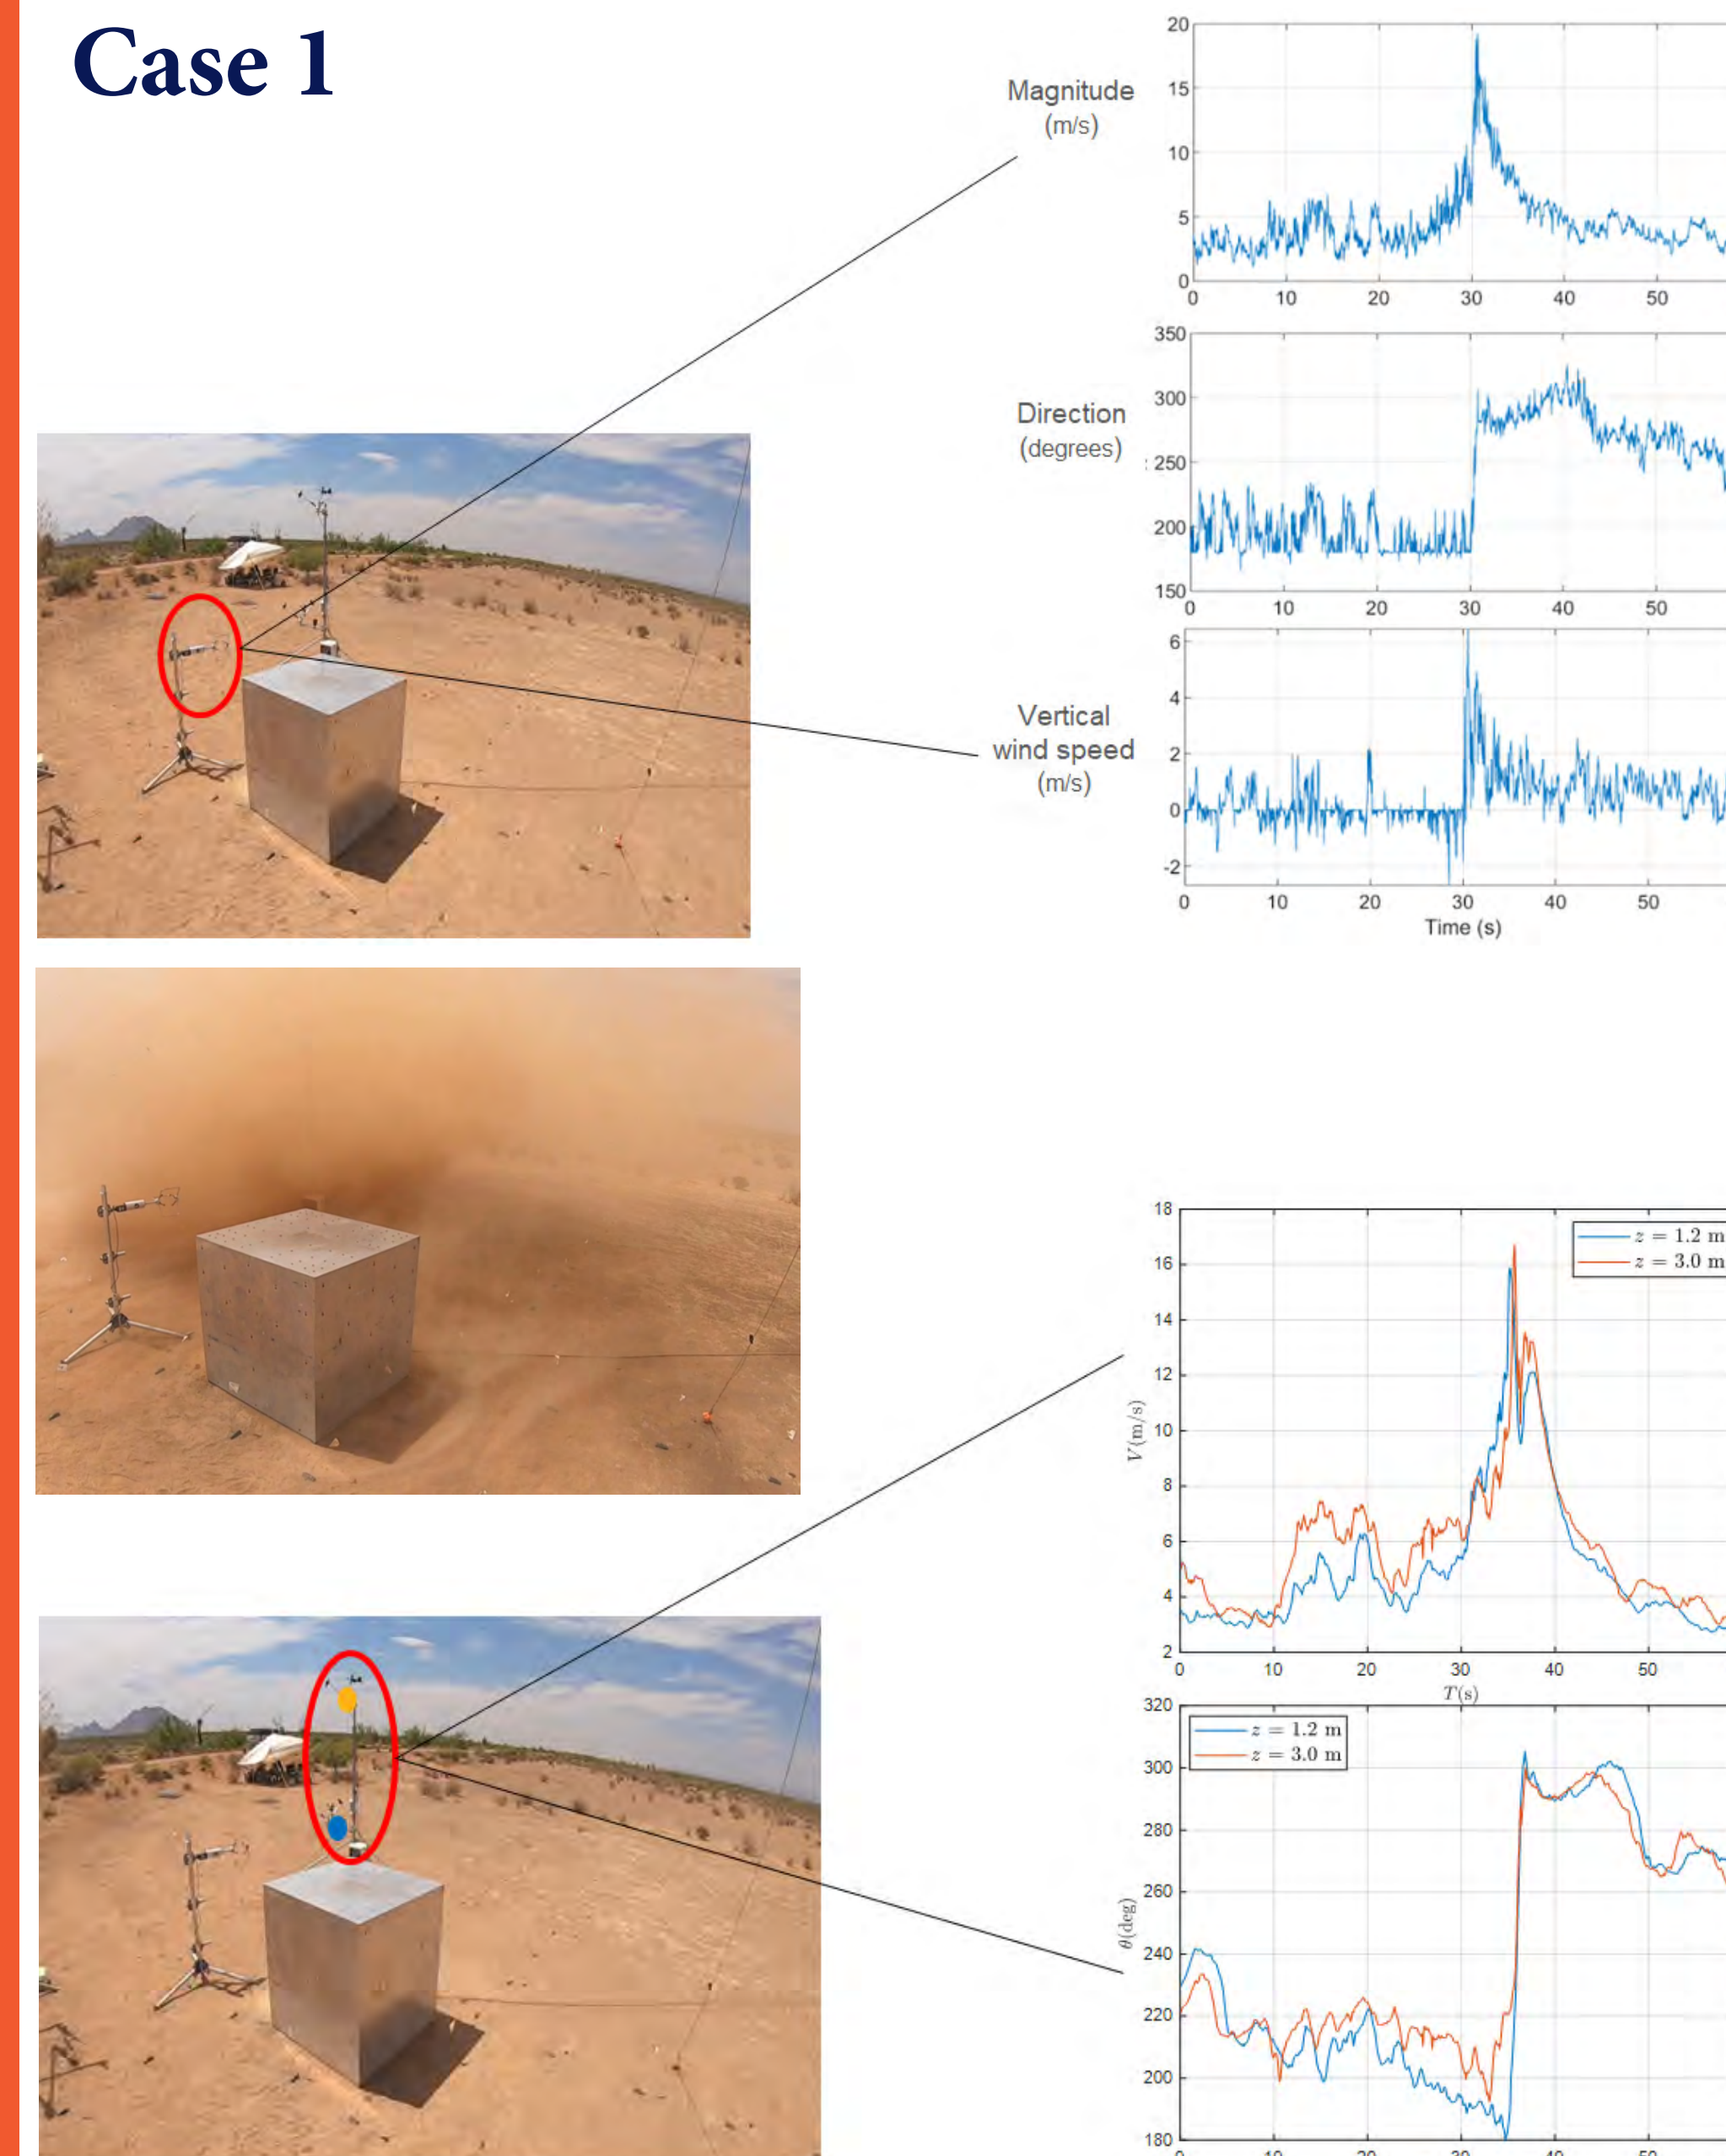 Case 1
Magnitude
(m/s)
20
15
10
5
0
0 10 20 30 40 50
Direction
(degrees)
350
300
250
200
150
0 10 20 30 40 50
Vertical
wind speed
(m/s)
6
4
2
0
-2
0 10 20 30 40 50
Time (s)
18
16
14
12
10
8
6
4
2
V(m/s)
z = 1.2 m
z = 3.0 m
0 10 20 30 40 50
T(s)
320
300
280
260
240
220
200
180
θ(deg)
z = 1.2 m
z = 3.0 m